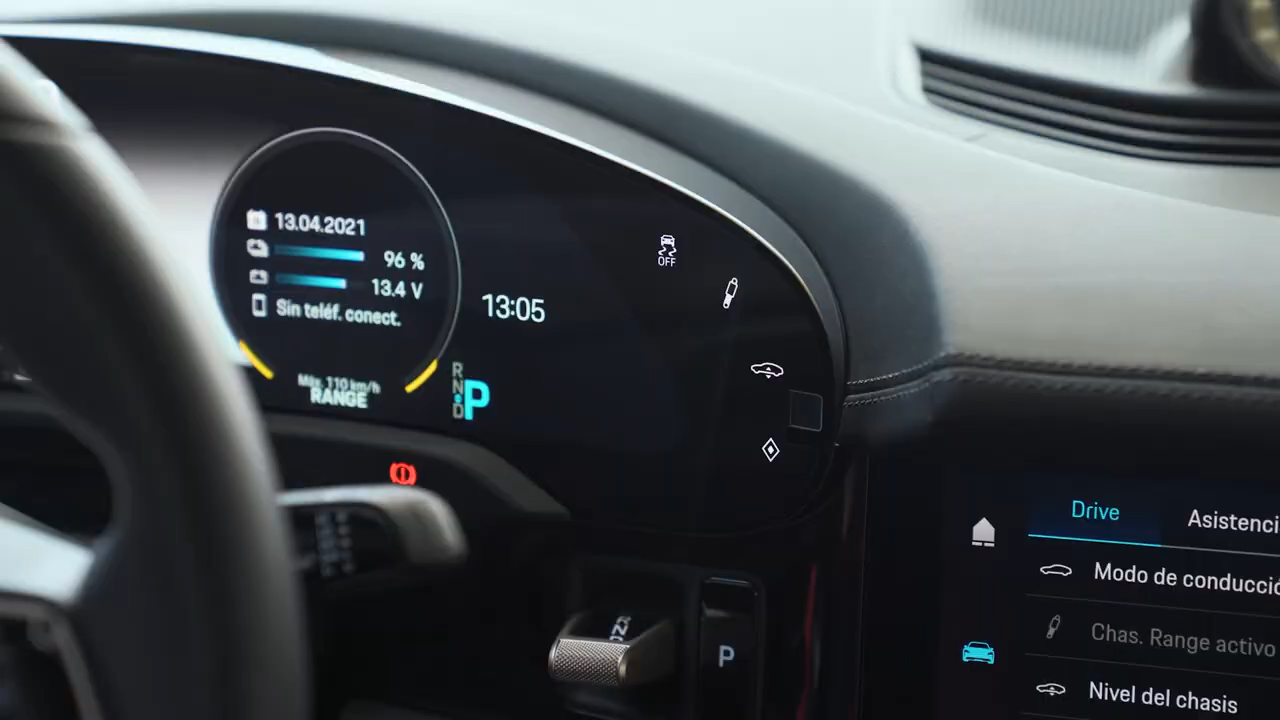 13.04.2021
96 %
13.4 V
Sin teléf. conect.
Máx. 110 km/h
RANGE
13:05
R
N
D
P
OFF
P
Drive
Asistenci
Modo de conducció
Chas. Range activo
Nivel del chasis